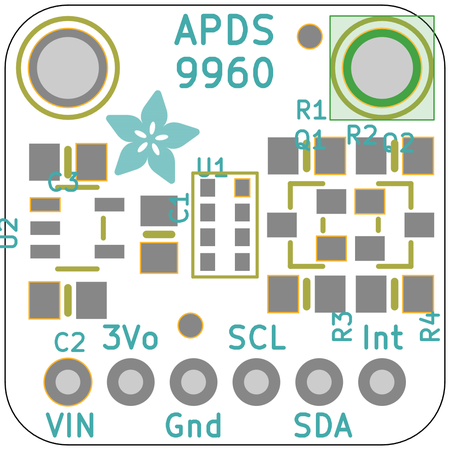 APDS
9960
R1
Q1 R2 Q2
U1
C3
C1
U2
R3
R4
C2 3Vo SCL Int
VIN Gnd SDA